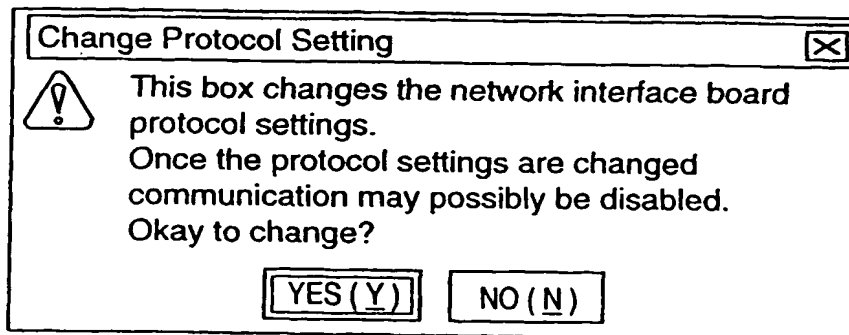 Change Protocol Setting
This box changes the network interface board
protocol settings.
Once the protocol settings are changed
communication may possibly be disabled.
Okay to change?
YES (Y) NO (N)